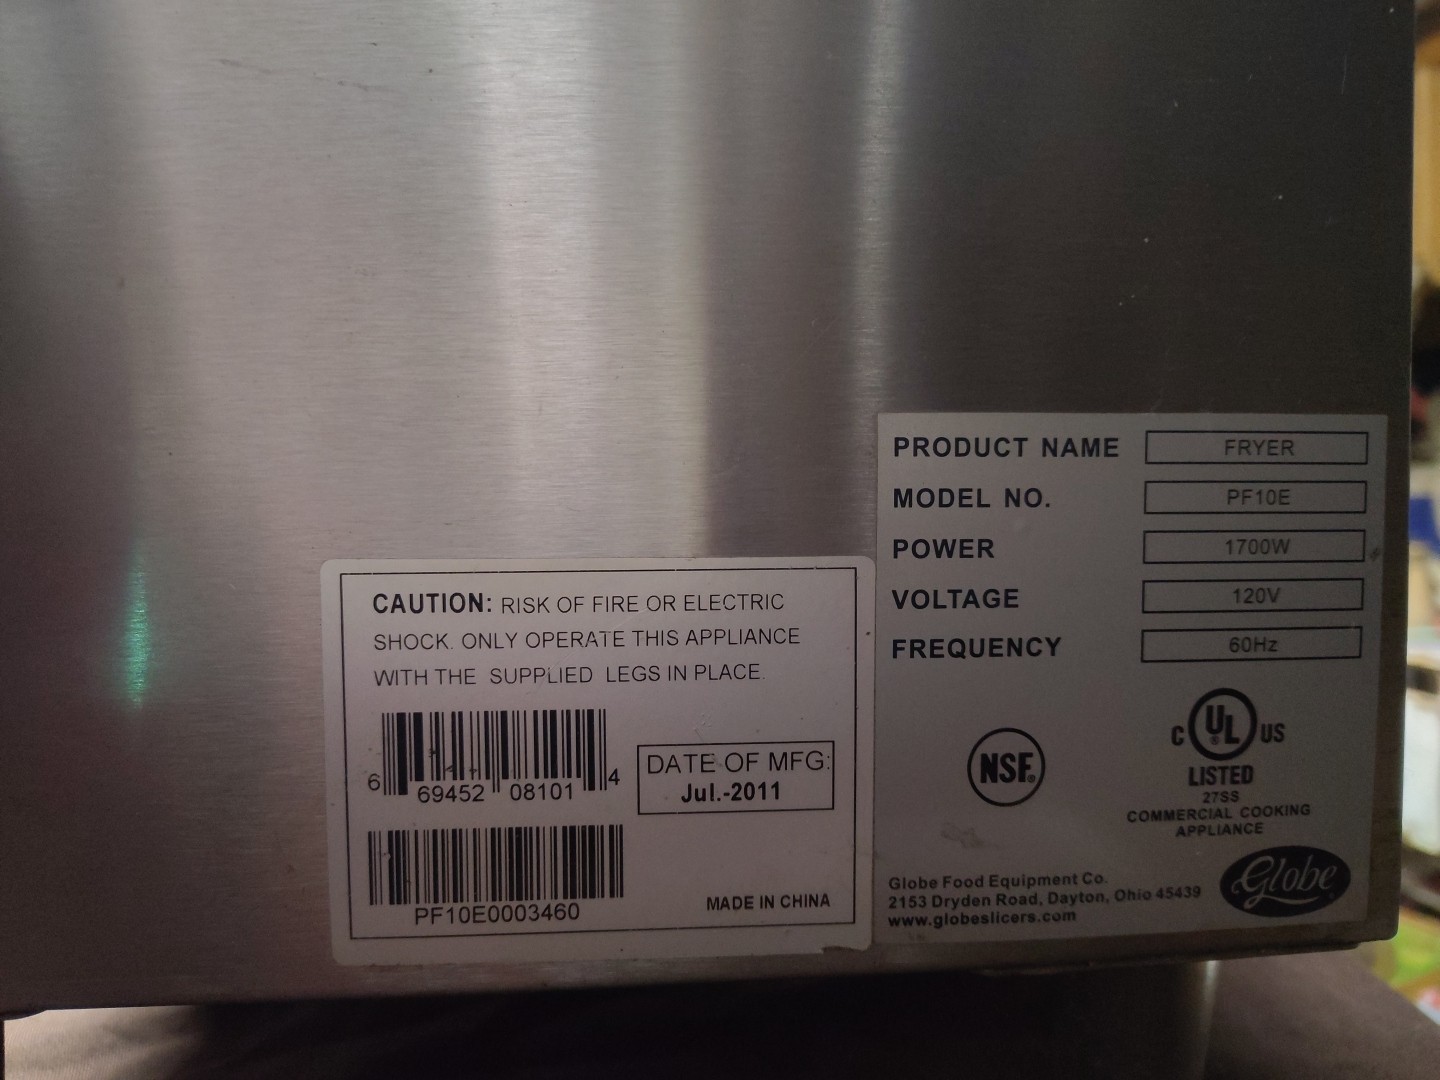 CAUTION: RISK OF FIRE OR ELECTRIC
SHOCK. ONLY OPERATE THIS APPLIANCE
WITH THE SUPPLIED LEGS IN PLACE.
6 69452 08101 4
DATE OF MFG:
Jul.-2011
PF10E0003460
MADE IN CHINA
PRODUCT NAME FRYER
MODEL NO. PF10E
POWER 1700W
VOLTAGE 120V
FREQUENCY 60Hz
NSF®
C UL® US
LISTED
27SS
COMMERCIAL COOKING
APPLIANCE
Globe Food Equipment Co.
2153 Dryden Road, Dayton, Ohio 45439
www.globeslicers.com
Globe